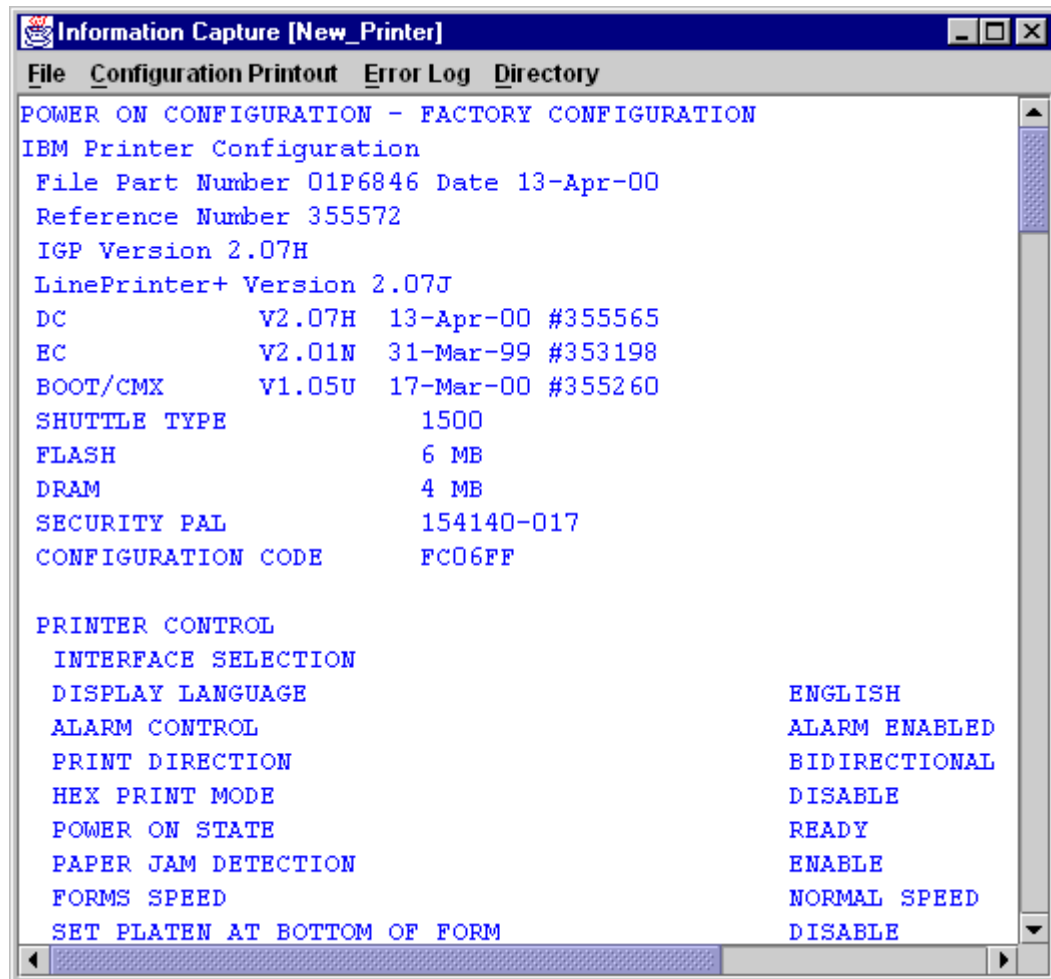 Information Capture [New_Printer]
File Configuration Printout Error Log Directory
POWER ON CONFIGURATION - FACTORY CONFIGURATION
IBM Printer Configuration
File Part Number 01P6846 Date 13-Apr-00
Reference Number 355572
IGP Version 2.07H
LinePrinter+ Version 2.07J
DC V2.07H 13-Apr-00 #355565
EC V2.01N 31-Mar-99 #353198
BOOT/CMX V1.05U 17-Mar-00 #355260
SHUTTLE TYPE 1500
FLASH 6 MB
DRAM 4 MB
SECURITY PAL 154140-017
CONFIGURATION CODE FC06FF
PRINTER CONTROL
INTERFACE SELECTION
DISPLAY LANGUAGE ENGLISH
ALARM CONTROL ALARM ENABLED
PRINT DIRECTION BIDIRECTIONAL
HEX PRINT MODE DISABLE
POWER ON STATE READY
PAPER JAM DETECTION ENABLE
FORMS SPEED NORMAL SPEED
SET PLATEN AT BOTTOM OF FORM DISABLE